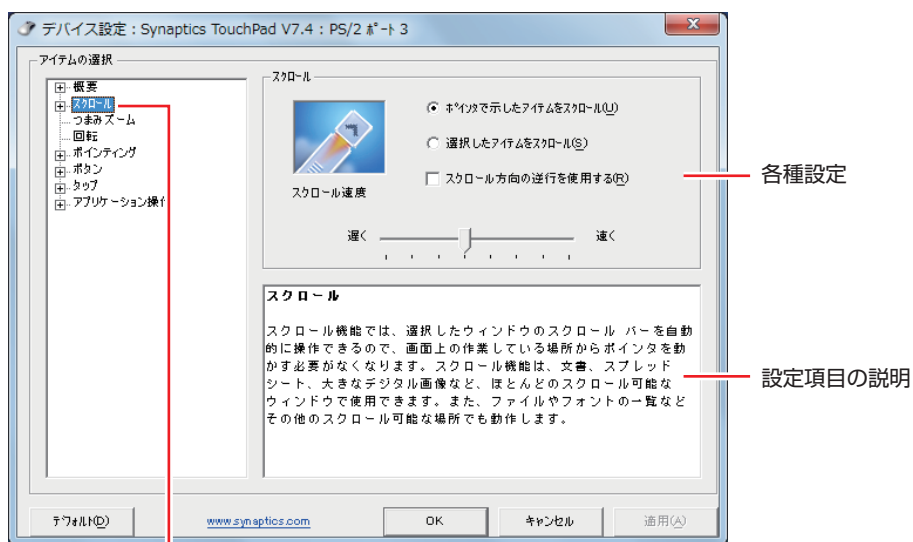 デバイス設定：Synaptics TouchPad V7.4：PS/2 ﾎﾟｰﾄ 3
アイテムの選択
概要
スクロール
つまみズーム
回転
ポインティング
ボタン
タップ
アプリケーション操作
スクロール
スクロール速度
ﾎﾟｲﾝﾀで示したｱｲﾃﾑをｽｸﾛｰﾙ(U)
選択したｱｲﾃﾑをｽｸﾛｰﾙ(S)
スクロール方向の逆行を使用する(R)
遅く
速く
各種設定
スクロール
スクロール機能では、選択したウィンドウのスクロール バーを自動
的に操作できるので、画面上の作業している場所からポインタを動
かす必要がなくなります。スクロール機能は、文書、スプレッド
シート、大きなデジタル画像など、ほとんどのスクロール可能な
ウィンドウで使用できます。また、ファイルやフォントの一覧など
その他のスクロール可能な場所でも動作します。
設定項目の説明
ﾃﾞﾌｫﾙﾄ(D)
www.synaptics.com
OK
キャンセル
適用(A)